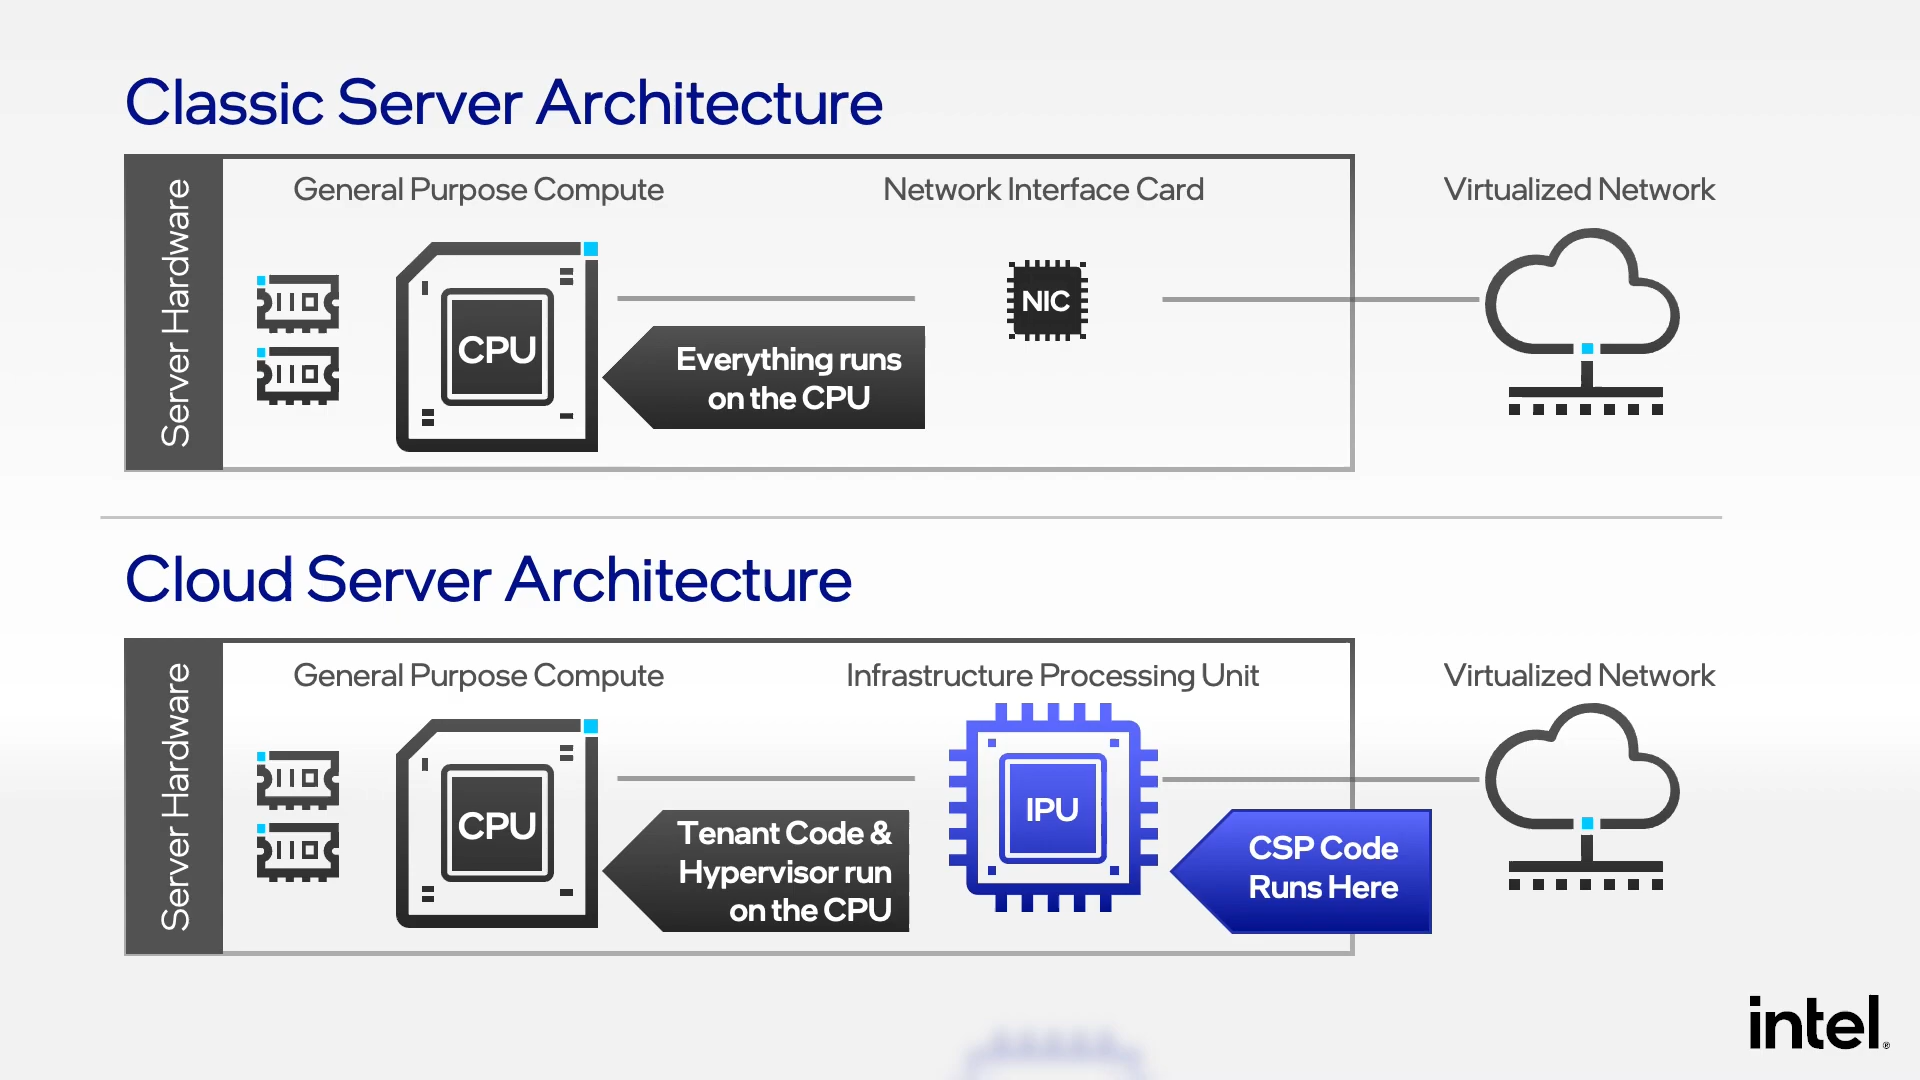 Classic Server Architecture
Server Hardware
General Purpose Compute
Network Interface Card
Virtualized Network
CPU
NIC
Everything runs
on the CPU
Cloud Server Architecture
Server Hardware
General Purpose Compute
Infrastructure Processing Unit
Virtualized Network
CPU
IPU
Tenant Code &
Hypervisor run
on the CPU
CSP Code
Runs Here
intel®